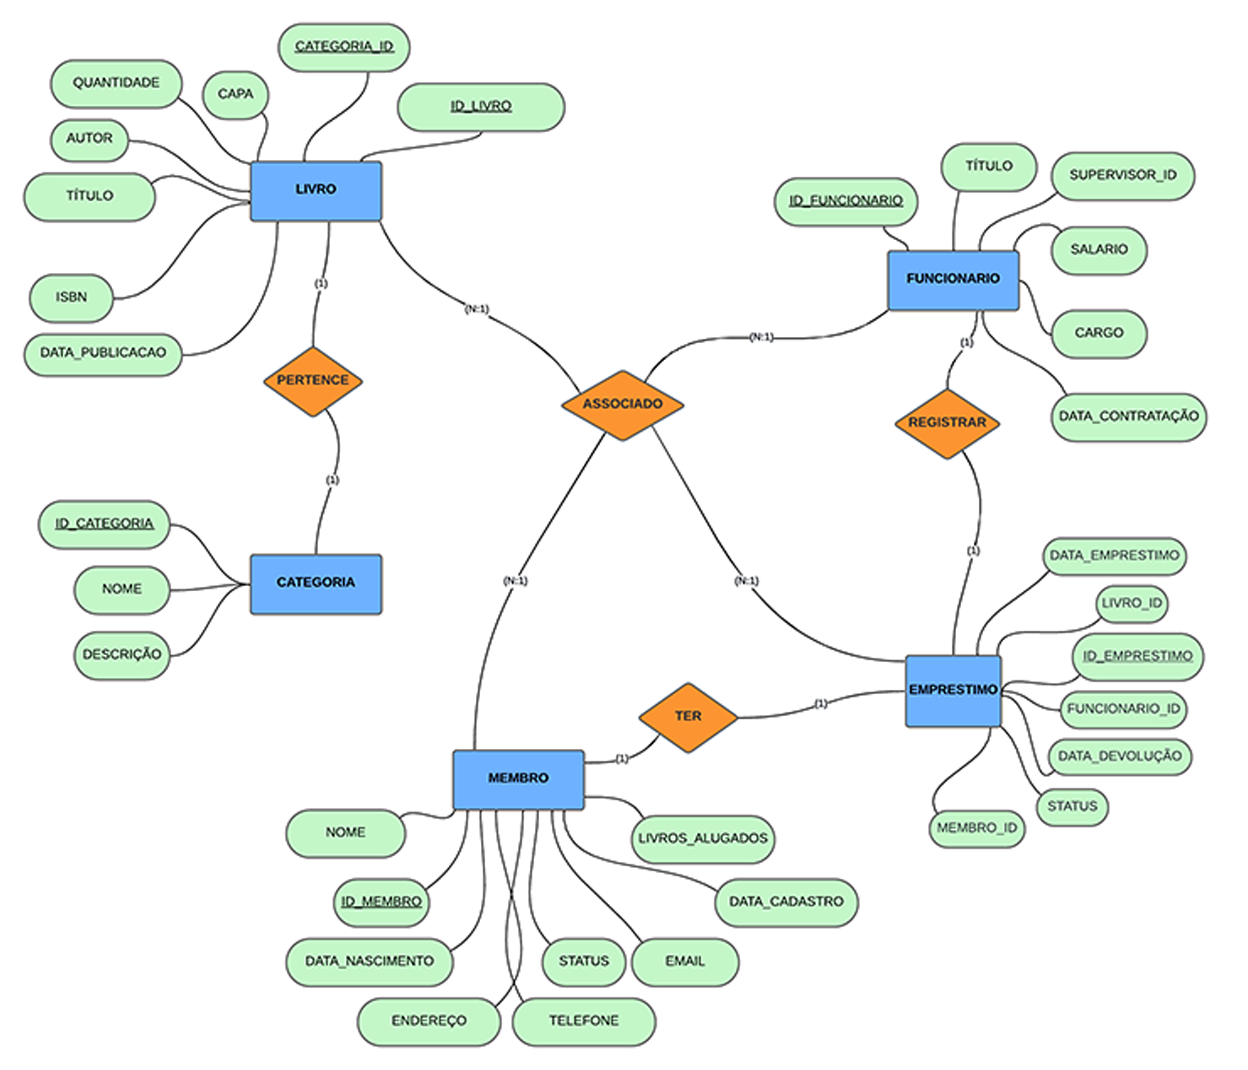 CATEGORIA_ID
QUANTIDADE
CAPA
ID_LIVRO
AUTOR
TÍTULO
LIVRO
ISBN
DATA_PUBLICACAO
(1)
(N:1)
PERTENCE
(1)
ID_CATEGORIA
NOME
DESCRIÇÃO
CATEGORIA
ASSOCIADO
(N:1)
(N:1)
(N:1)
TÍTULO
SUPERVISOR_ID
ID_FUNCIONARIO
SALARIO
FUNCIONARIO
CARGO
(1)
DATA_CONTRATAÇÃO
REGISTRAR
(1)
DATA_EMPRESTIMO
LIVRO_ID
ID_EMPRESTIMO
EMPRESTIMO
FUNCIONARIO_ID
DATA_DEVOLUÇÃO
STATUS
MEMBRO_ID
TER
(1)
(1)
MEMBRO
NOME
LIVROS_ALUGADOS
ID_MEMBRO
DATA_CADASTRO
DATA_NASCIMENTO
STATUS
EMAIL
ENDEREÇO
TELEFONE